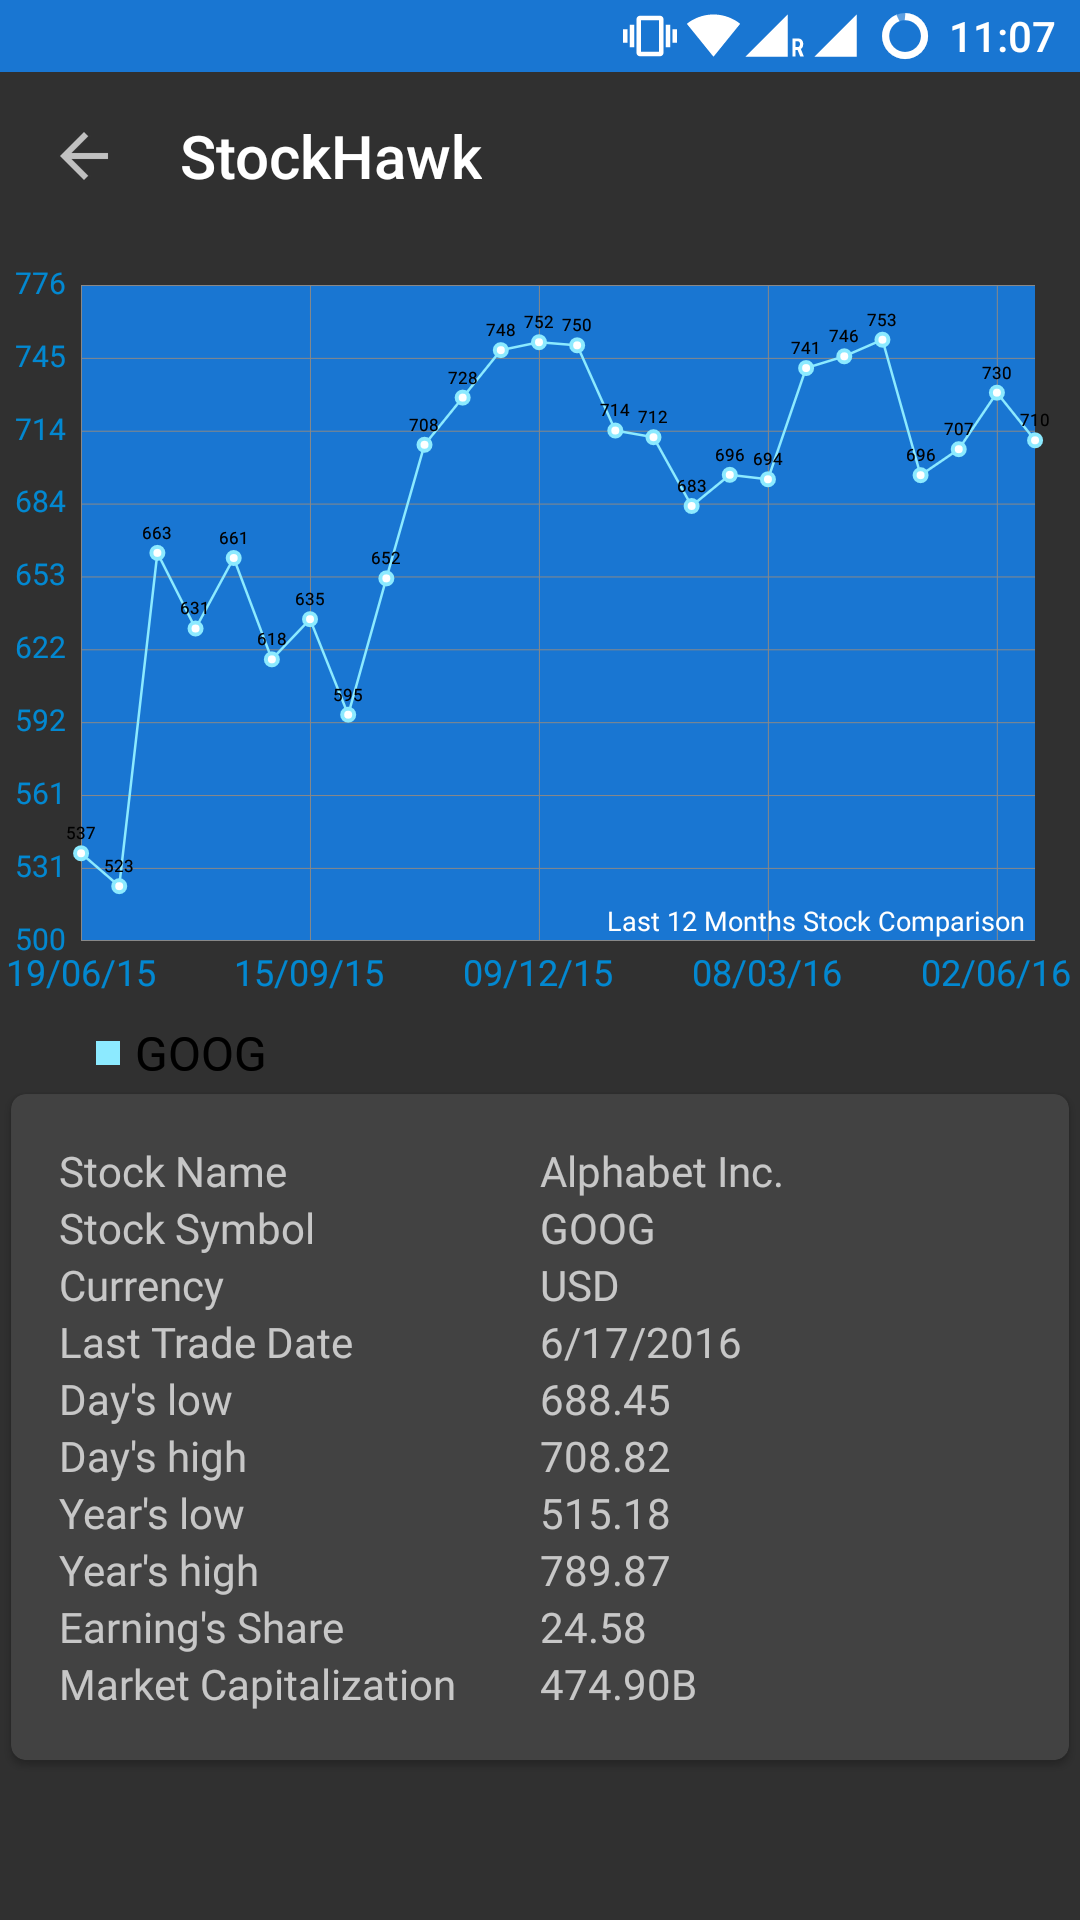 R 11:07
StockHawk
776
745
714
684
653
622
592
561
531
500
537 523 663 631 661 618 635 595 652 708 728 748 752 750 714 712 683 696 694 741 746 753 696 707 730 710
Last 12 Months Stock Comparison
19/06/15 15/09/15 09/12/15 08/03/16 02/06/16
GOOG
Stock Name Alphabet Inc.
Stock Symbol GOOG
Currency USD
Last Trade Date 6/17/2016
Day's low 688.45
Day's high 708.82
Year's low 515.18
Year's high 789.87
Earning's Share 24.58
Market Capitalization 474.90B